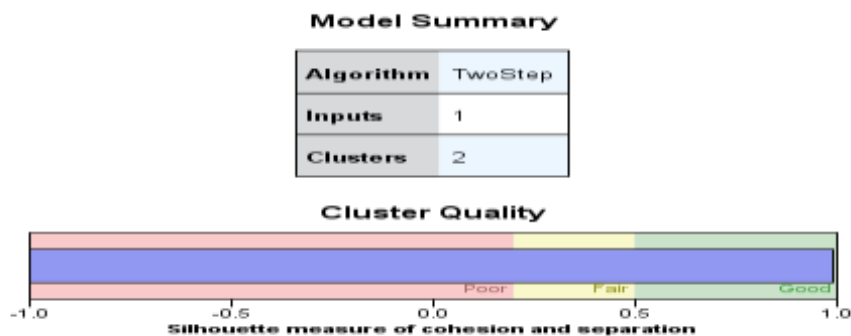 Model Summary
Algorithm TwoStep
Inputs 1
Clusters 2
Cluster Quality
Poor Fair Good
-1.0 -0.5 0.0 0.5 1.0
Silhouette measure of cohesion and separation